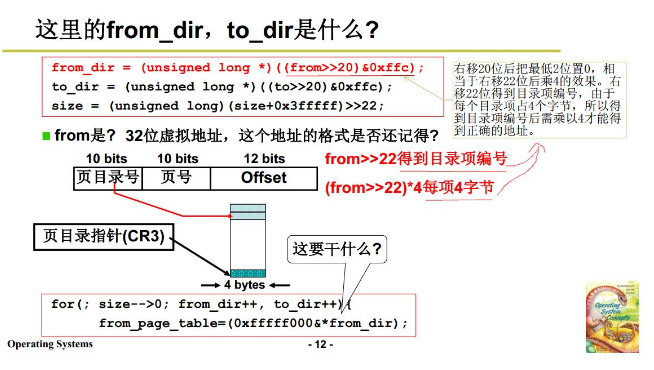 这里的from_dir，to_dir是什么?
from_dir = (unsigned long *)((from>>20)&0xffc);
to_dir = (unsigned long *)((to>>20)&0xffc);
size = (unsigned long)(size+0x3fffff)>>22;
右移20位后把最低2位置0，相
当于右移22位后乘4的效果。右
移22位得到目录项编号，由于
每个目录项占4个字节，所以得
到目录项编号后需乘以4才能得
到正确的地址。
from是? 32位虚拟地址，这个地址的格式是否还记得?
10 bits 10 bits 12 bits
页目录号 页号 Offset
from>>22得到目录项编号
(from>>22)*4每项4字节
页目录指针(CR3)
这要干什么?
4 bytes
for(; size-->0; from_dir++, to_dir++){
from_page_table=(0xfffff000&*from_dir);
Operating Systems
- 12 -
Operating
System
Concepts